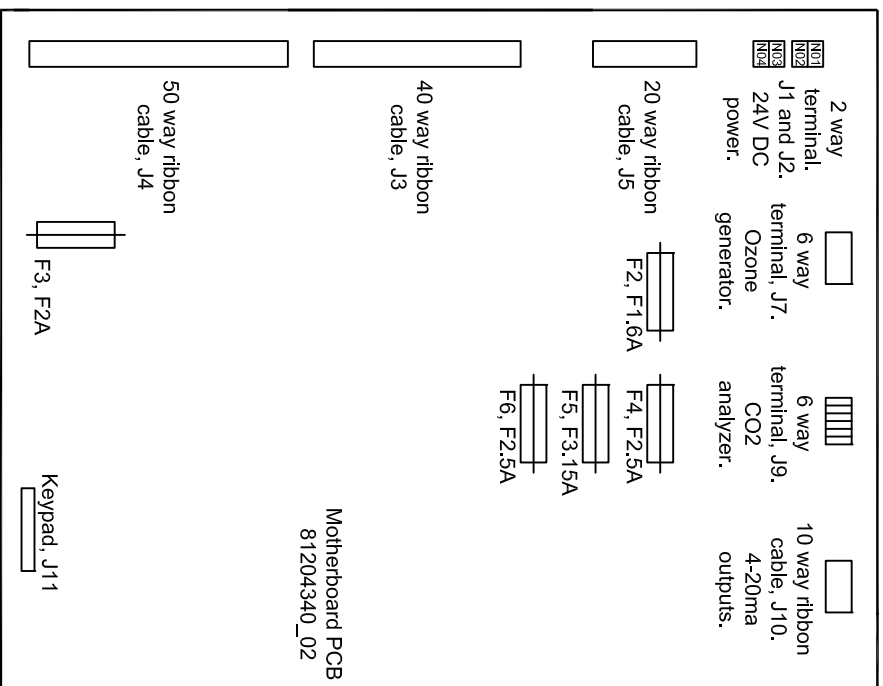 N01
N02
N03
N04
2 way
terminal.
J1 and J2.
24V DC
power.
6 way
terminal, J7.
Ozone
generator.
6 way
terminal, J9.
CO2
analyzer.
10 way ribbon
cable, J10.
4-20ma
outputs.
20 way ribbon
cable, J5
F2, F1.6A
F4, F2.5A
F5, F3.15A
F6, F2.5A
40 way ribbon
cable, J3
Motherboard PCB
81204340_02
50 way ribbon
cable, J4
F3, F2A
Keypad, J11